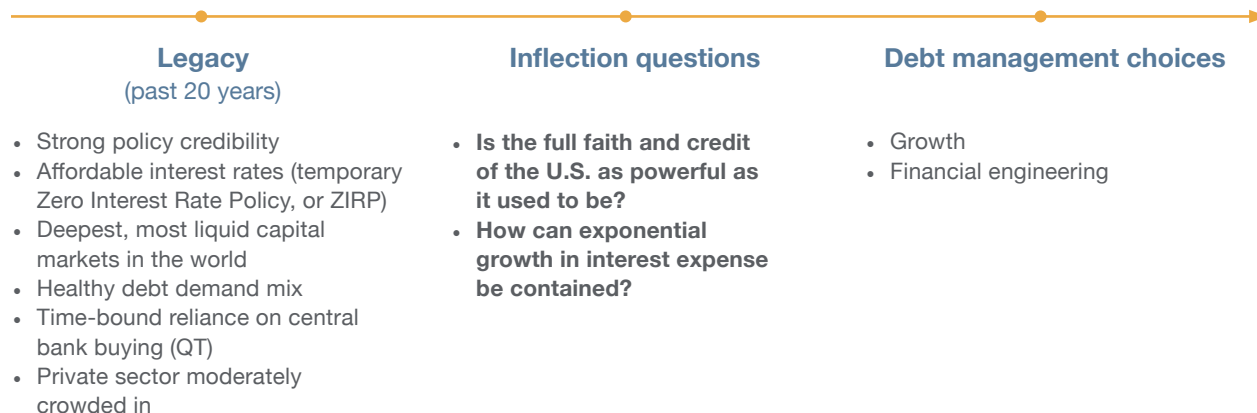 Legacy
(past 20 years)
• Strong policy credibility
• Affordable interest rates (temporary
Zero Interest Rate Policy, or ZIRP)
• Deepest, most liquid capital
markets in the world
• Healthy debt demand mix
• Time-bound reliance on central
bank buying (QT)
• Private sector moderately
crowded in
Inflection questions
• Is the full faith and credit
of the U.S. as powerful as
it used to be?
• How can exponential
growth in interest expense
be contained?
Debt management choices
• Growth
• Financial engineering